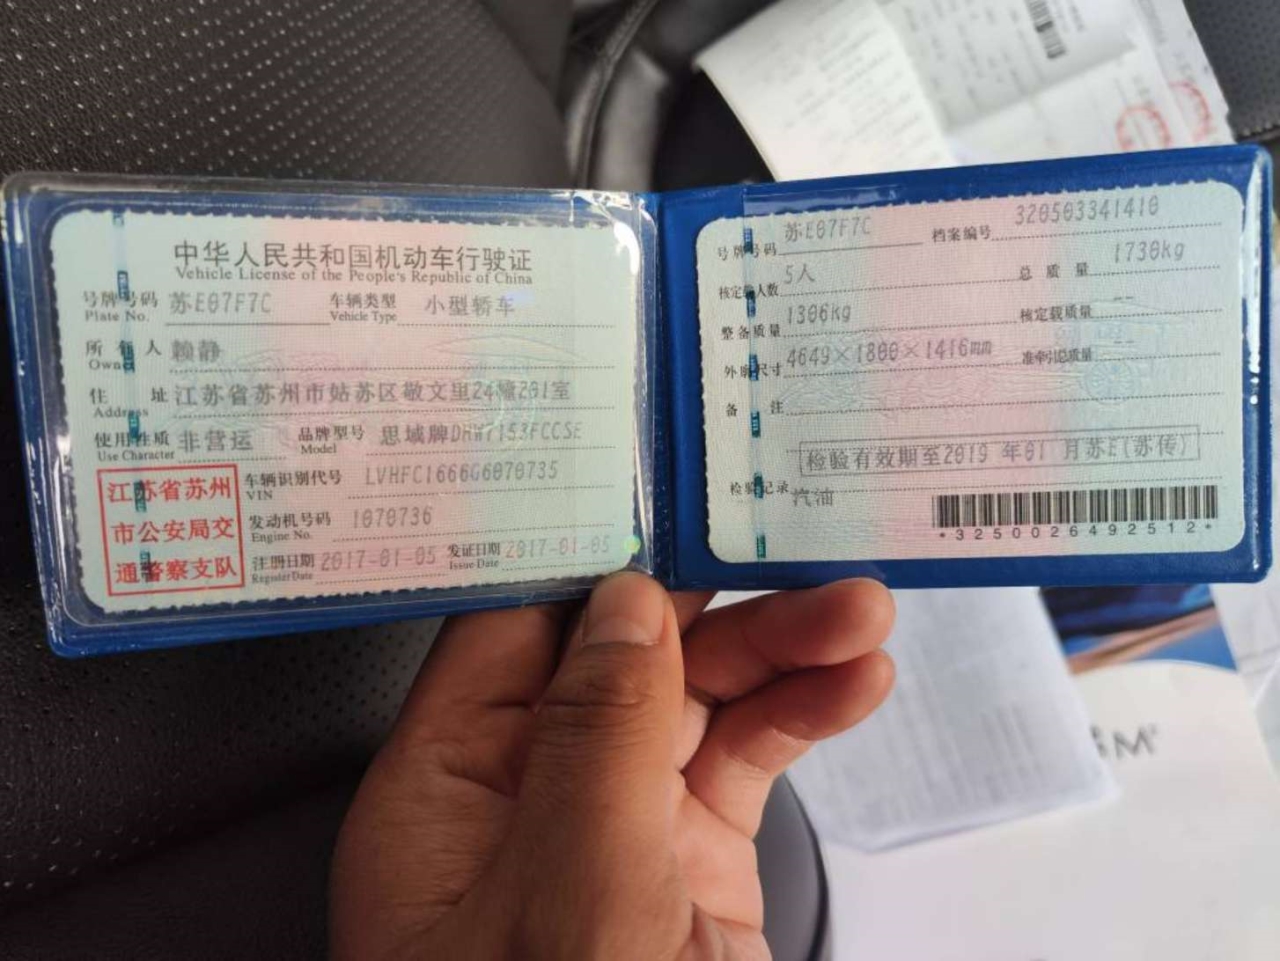 中华人民共和国机动车行驶证
Vehicle License of the People's Republic of China
号牌号码 苏E07F7C 车辆类型 小型轿车
Plate No. Vehicle Type
所有人 赖静
Owner
住址 江苏省苏州市姑苏区敬文里24幢201室
Address
使用性质 非营运 品牌型号 思域牌DHW7153FCCSE
Use Character Model
江苏省苏州
市公安局交
通警察支队
车辆识别代号 LVHFC1666G6070735
VIN
发动机号码 1070736
Engine No.
注册日期 2017-01-05 发证日期 2017-01-05
Register Date Issue Date
号牌号码 苏E07F7C 档案编号 320503341410
核定载人数 5人 总质量 1730kg
整备质量 1306kg 核定载质量 --
外廓尺寸 4649×1800×1416mm 准牵引总质量 --
备注
检验有效期至2019年01月苏E(苏传)
检验记录 汽油
*3250026492512*